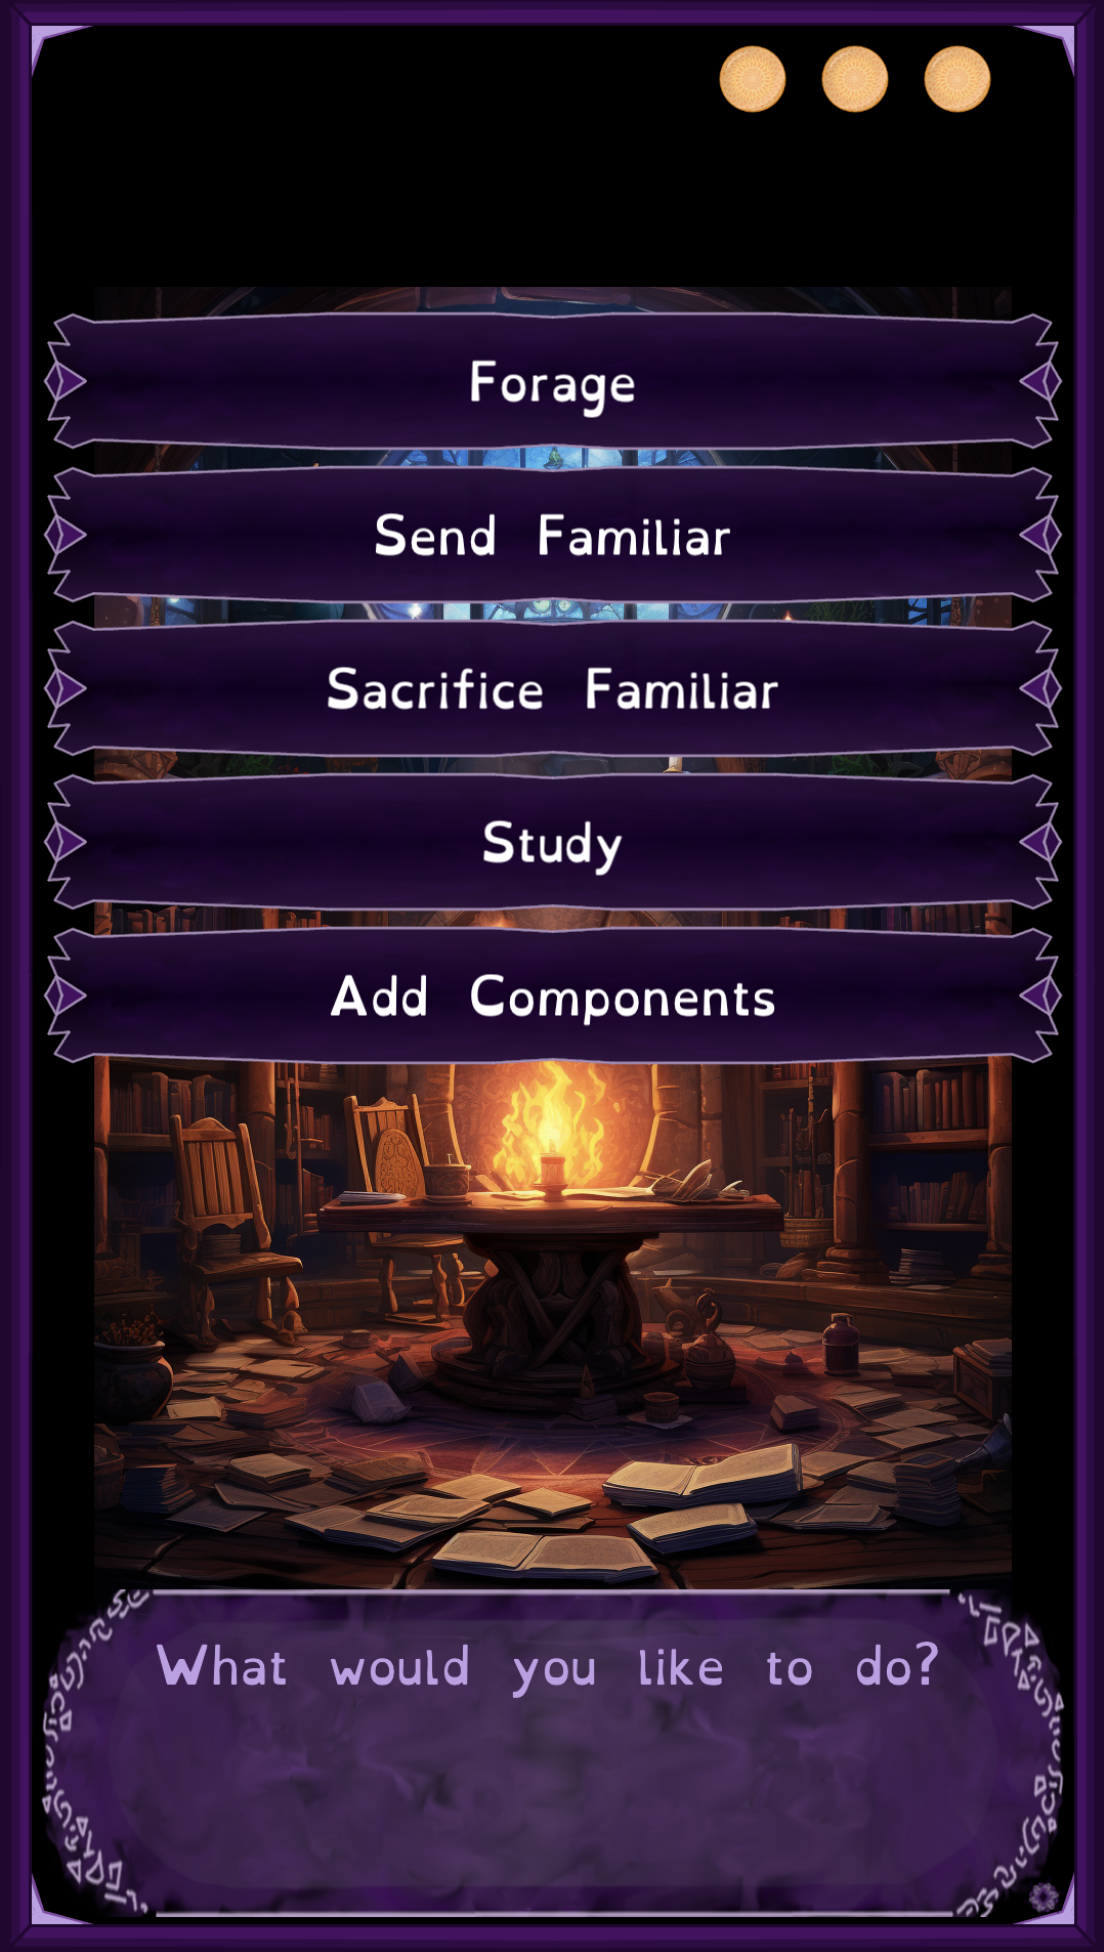 Forage
Send Familiar
Sacrifice Familiar
Study
Add Components
What would you like to do?